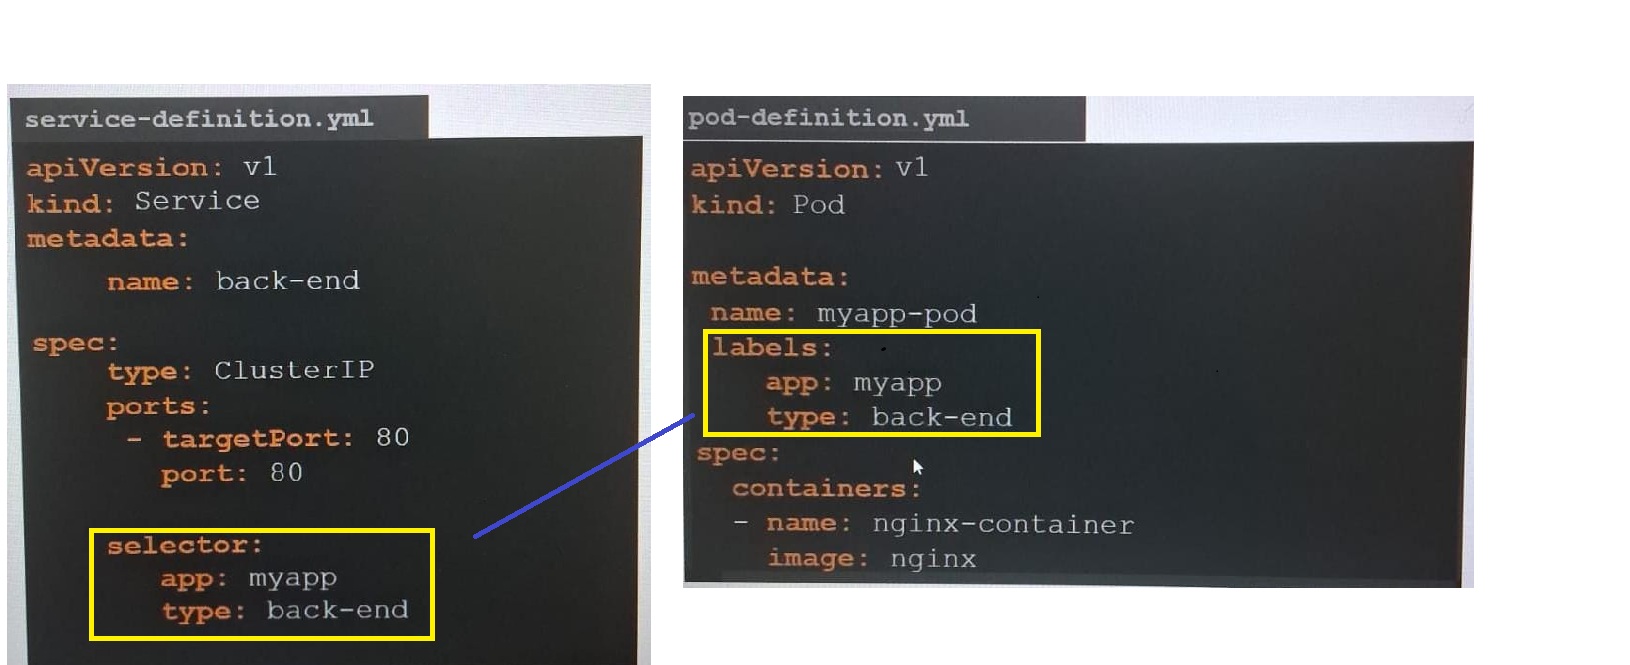 service-definition.yml
apiVersion: v1
kind: Service
metadata:
name: back-end
spec:
type: ClusterIP
ports:
- targetPort: 80
port: 80
selector:
app: myapp
type: back-end
pod-definition.yml
apiVersion: v1
kind: Pod
metadata:
name: myapp-pod
labels:
app: myapp
type: back-end
spec:
containers:
- name: nginx-container
image: nginx